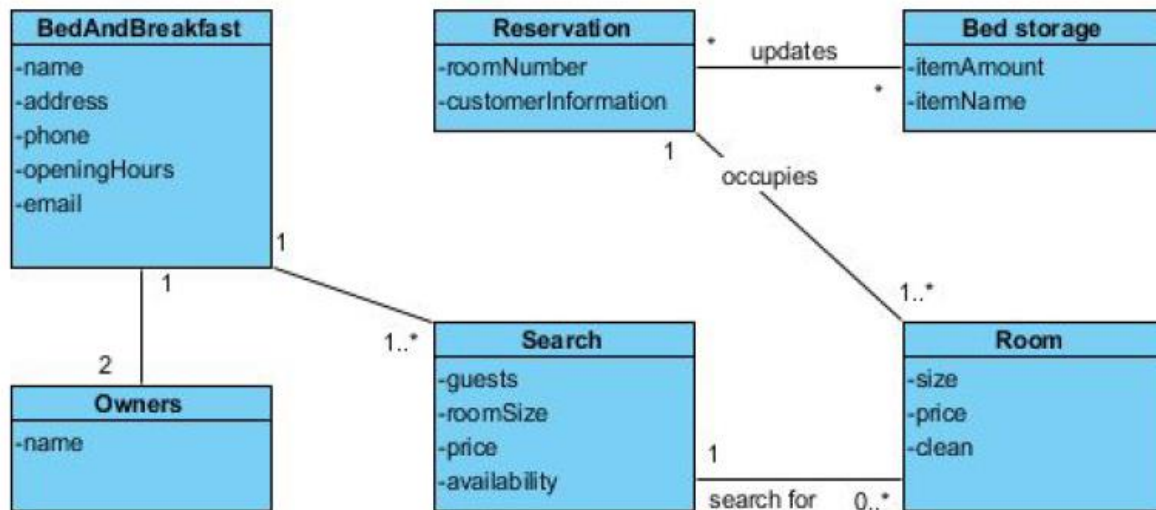 BedAndBreakfast
-name
-address
-phone
-openingHours
-email
Reservation
-roomNumber
-customerInformation
*
updates
*
Bed storage
-itemAmount
-itemName
1
occupies
1..*
1
1..*
1
2
Owners
-name
Search
-guests
-roomSize
-price
-availability
1
search for
0..*
Room
-size
-price
-clean